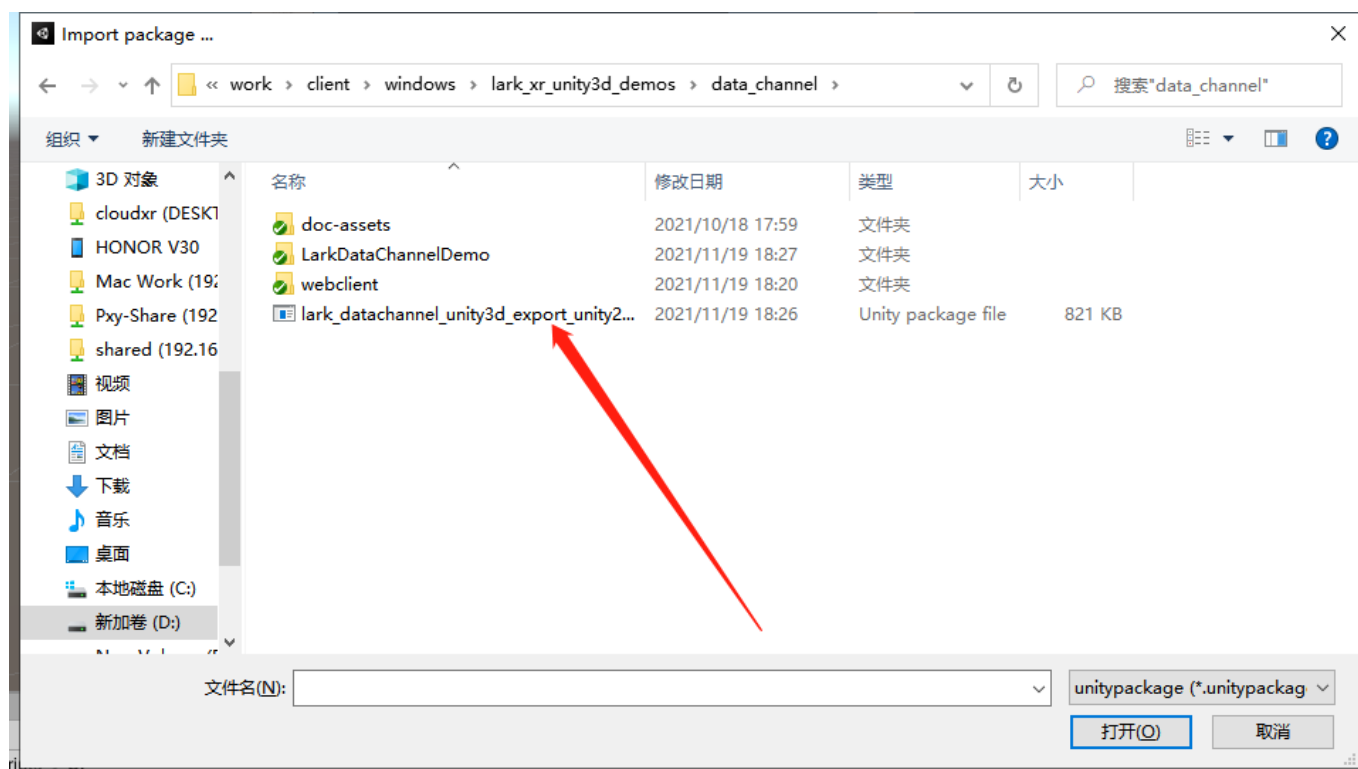 Import package ...
« work › client › windows › lark_xr_unity3d_demos › data_channel ›
搜索"data_channel"
组织
新建文件夹
3D 对象
cloudxr (DESKT
HONOR V30
Mac Work (192
Pxy-Share (192
shared (192.16
视频
图片
文档
下载
音乐
桌面
本地磁盘 (C:)
新加卷 (D:)
名称 修改日期 类型 大小
doc-assets 2021/10/18 17:59 文件夹
LarkDataChannelDemo 2021/11/19 18:27 文件夹
webclient 2021/11/19 18:20 文件夹
lark_datachannel_unity3d_export_unity2... 2021/11/19 18:26 Unity package file 821 KB
文件名(N):
unitypackage (*.unitypackag
打开(O)
取消